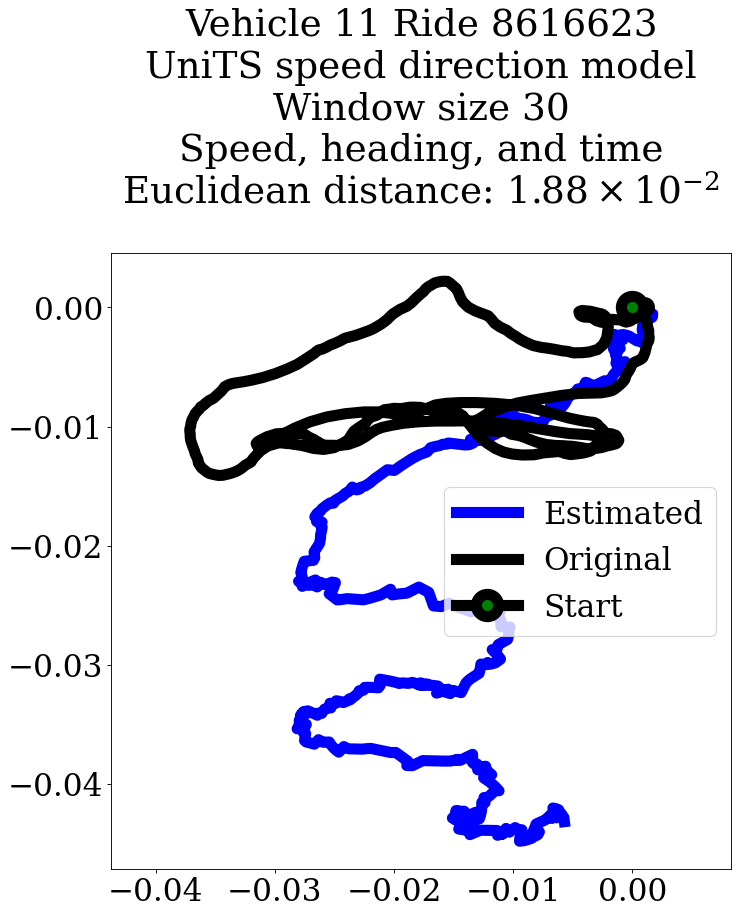 Vehicle 11 Ride 8616623
UniTS speed direction model
Window size 30
Speed, heading, and time
Euclidean distance: 1.88 × 10⁻²
0.00
−0.01
−0.02
−0.03
−0.04
Estimated
Original
Start
−0.04 −0.03 −0.02 −0.01 0.00